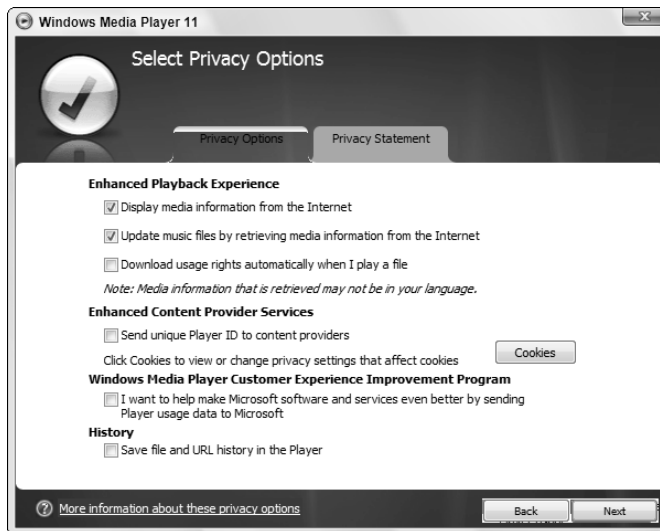 Windows Media Player 11
Select Privacy Options
Privacy Options
Privacy Statement
Enhanced Playback Experience
Display media information from the Internet
Update music files by retrieving media information from the Internet
Download usage rights automatically when I play a file
Note: Media information that is retrieved may not be in your language.
Enhanced Content Provider Services
Send unique Player ID to content providers
Click Cookies to view or change privacy settings that affect cookies
Cookies
Windows Media Player Customer Experience Improvement Program
I want to help make Microsoft software and services even better by sending
Player usage data to Microsoft
History
Save file and URL history in the Player
More information about these privacy options
Back
Next